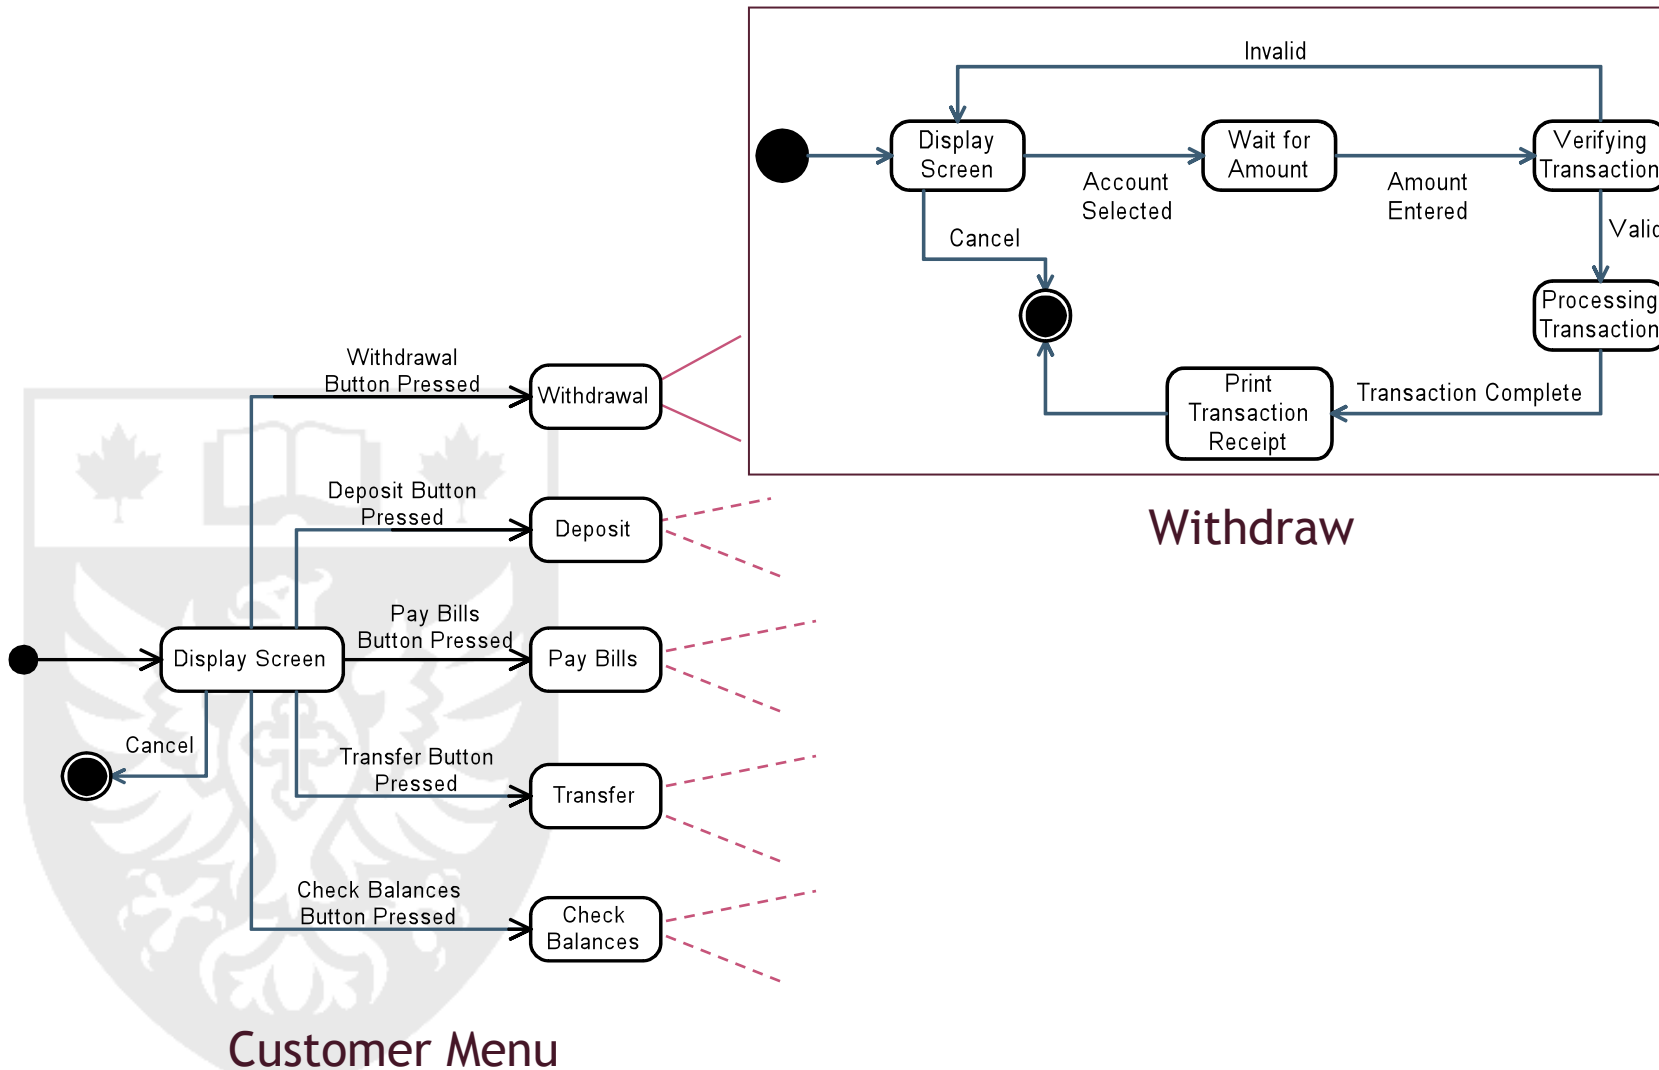 Invalid
Display
Screen
Wait for
Amount
Verifying
Transaction
Account
Selected
Amount
Entered
Cancel
Valid
Processing
Transaction
Print
Transaction
Receipt
Transaction Complete
Withdraw
Withdrawal
Button Pressed
Withdrawal
Deposit Button
Pressed
Deposit
Pay Bills
Button Pressed
Display Screen
Pay Bills
Cancel
Transfer Button
Pressed
Transfer
Check Balances
Button Pressed
Check
Balances
Customer Menu